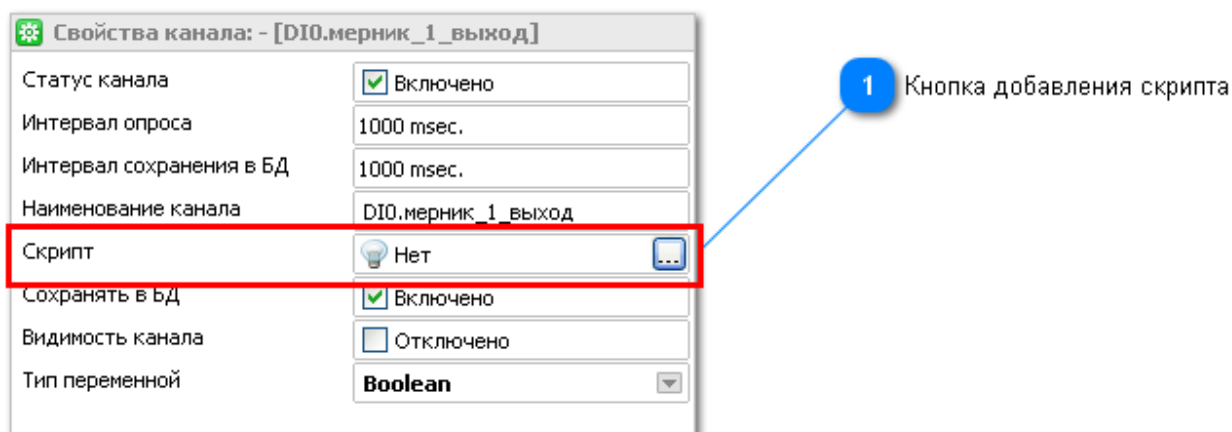 Свойства канала: - [DI0.мерник_1_выход]
Статус канала Включено
1 Кнопка добавления скрипта
Интервал опроса 1000 msec.
Интервал сохранения в БД 1000 msec.
Наименование канала DI0.мерник_1_выход
Скрипт Нет ...
Сохранять в БД Включено
Видимость канала Отключено
Тип переменной Boolean